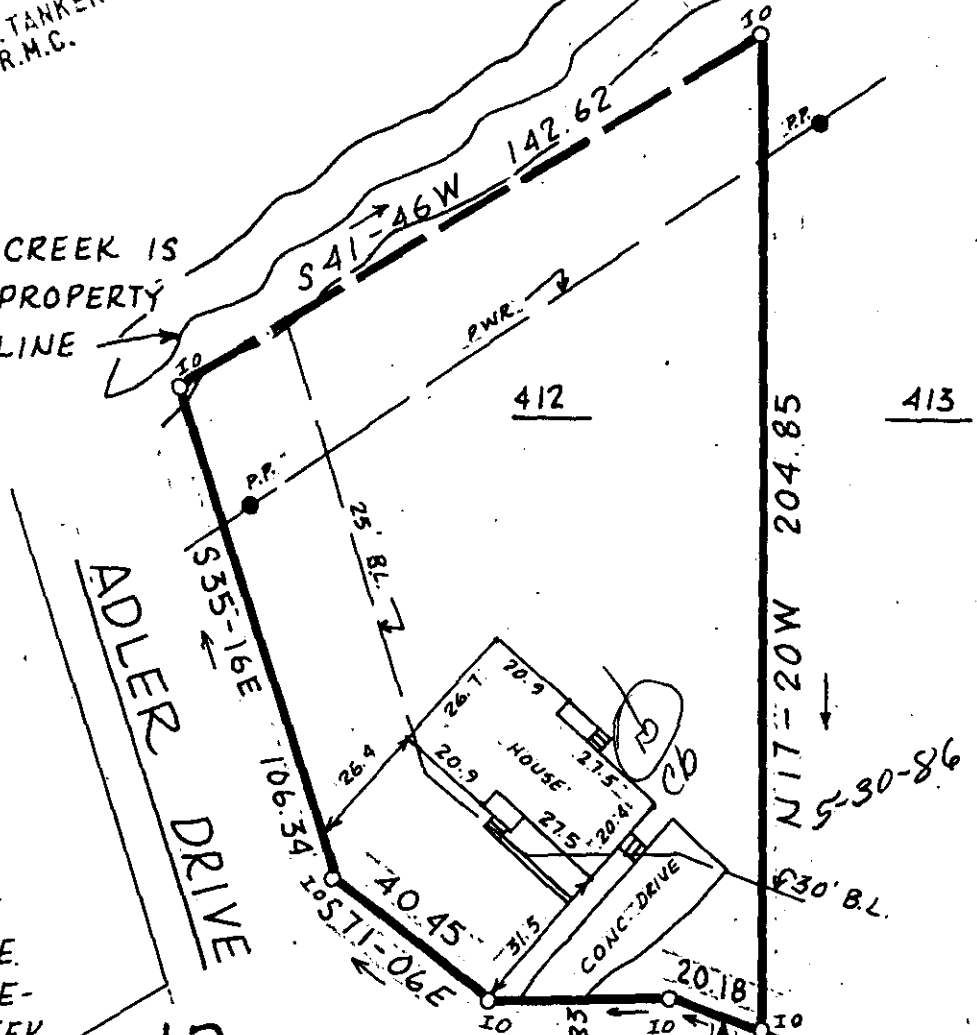 TANKER
R.M.C.
IO
P.P.
S 41-46W 142.62
CREEK IS
PROPERTY
LINE
IO
PWR.
412
413
P.P.
204.85
25' B.L.
S35-16E
106.34
ADLER DRIVE
N17-20W
5-30-86
26.7
20.9
26.4
20.9
HOUSE
27.5
27.5
20.41
cb
30' B.L.
CONC-DRIVE
IO
40.45
S71-06E
31.5
20.18
E.
E-
IO
IO
IO